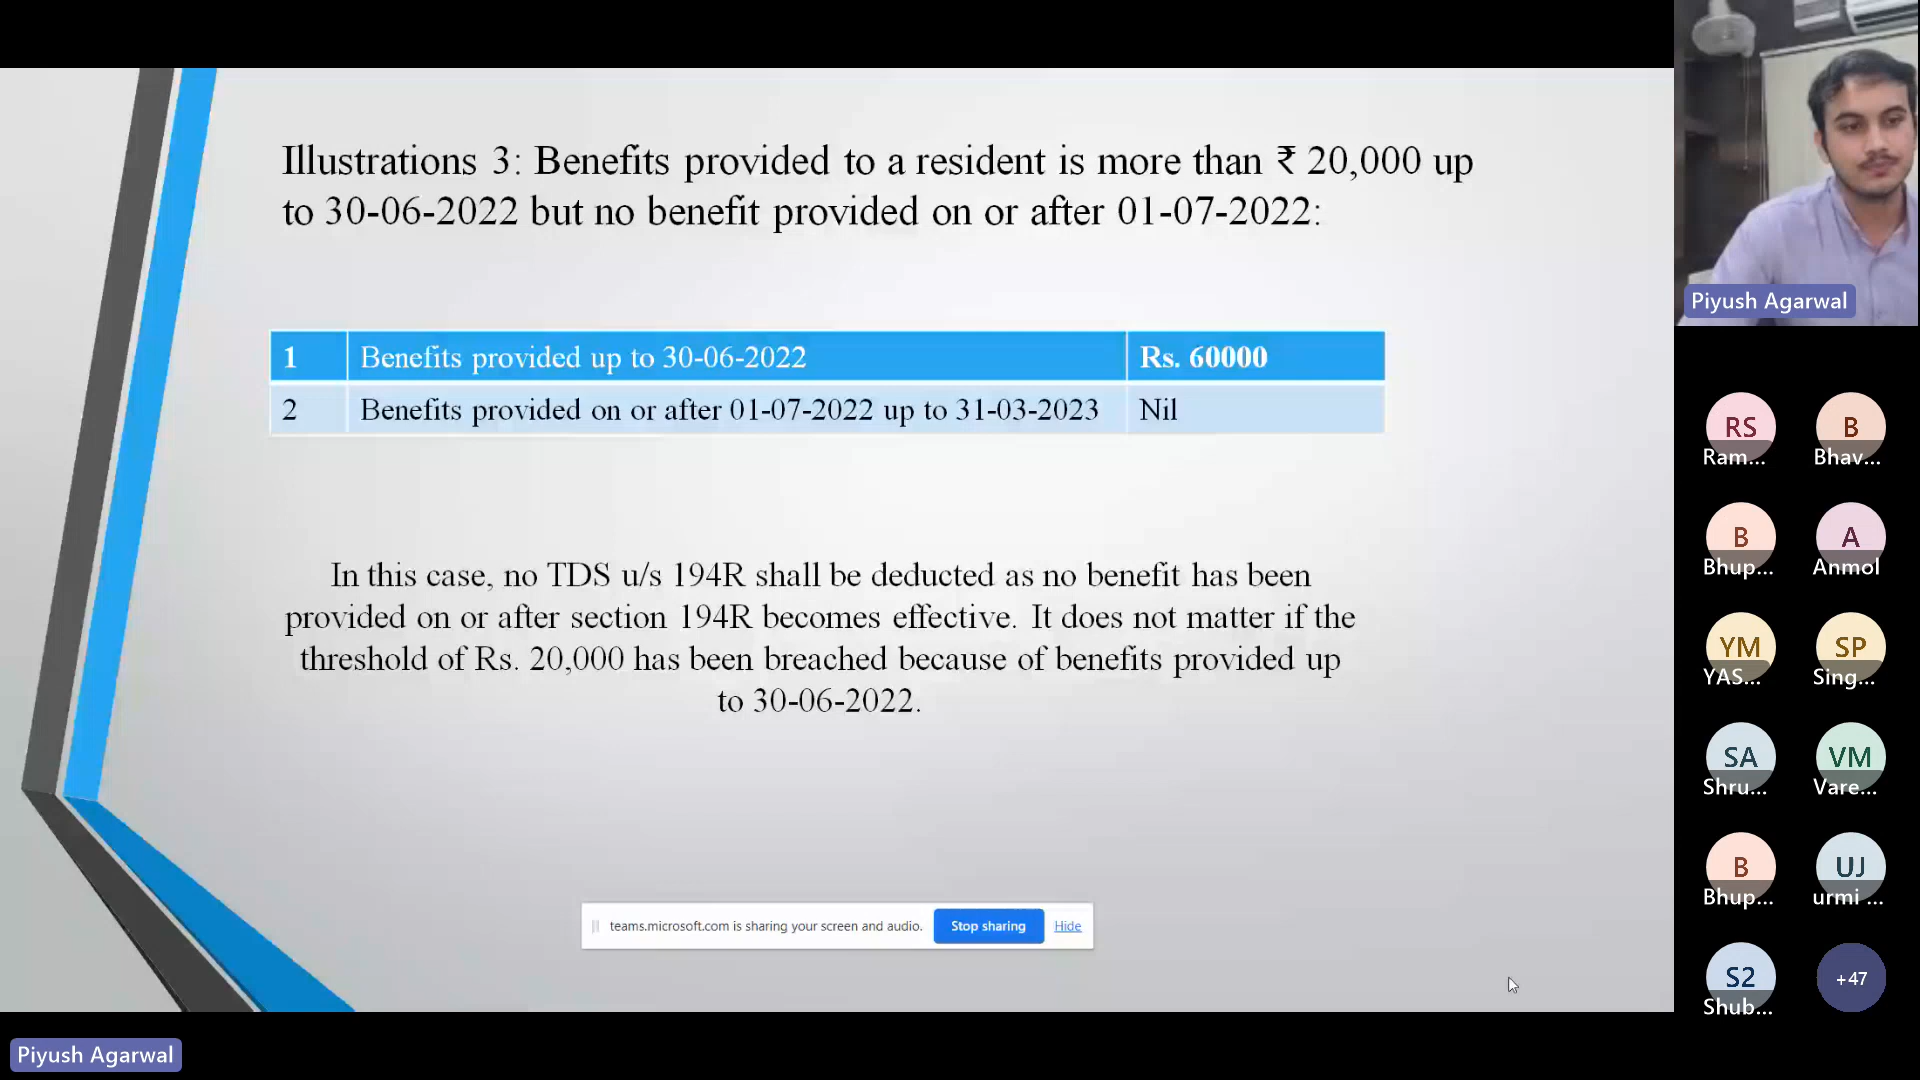 Illustrations 3: Benefits provided to a resident is more than ₹ 20,000 up
to 30-06-2022 but no benefit provided on or after 01-07-2022:
1 Benefits provided up to 30-06-2022 Rs. 60000
2 Benefits provided on or after 01-07-2022 up to 31-03-2023 Nil
In this case, no TDS u/s 194R shall be deducted as no benefit has been
provided on or after section 194R becomes effective. It does not matter if the
threshold of Rs. 20,000 has been breached because of benefits provided up
to 30-06-2022.
teams.microsoft.com is sharing your screen and audio. Stop sharing Hide
Piyush Agarwal
Piyush Agarwal
RS B
Ram... Bhav...
B A
Bhup... Anmol
YM SP
YAS... Sing...
SA VM
Shru... Vare...
B UJ
Bhup... urmi ...
S2 +47
Shub...